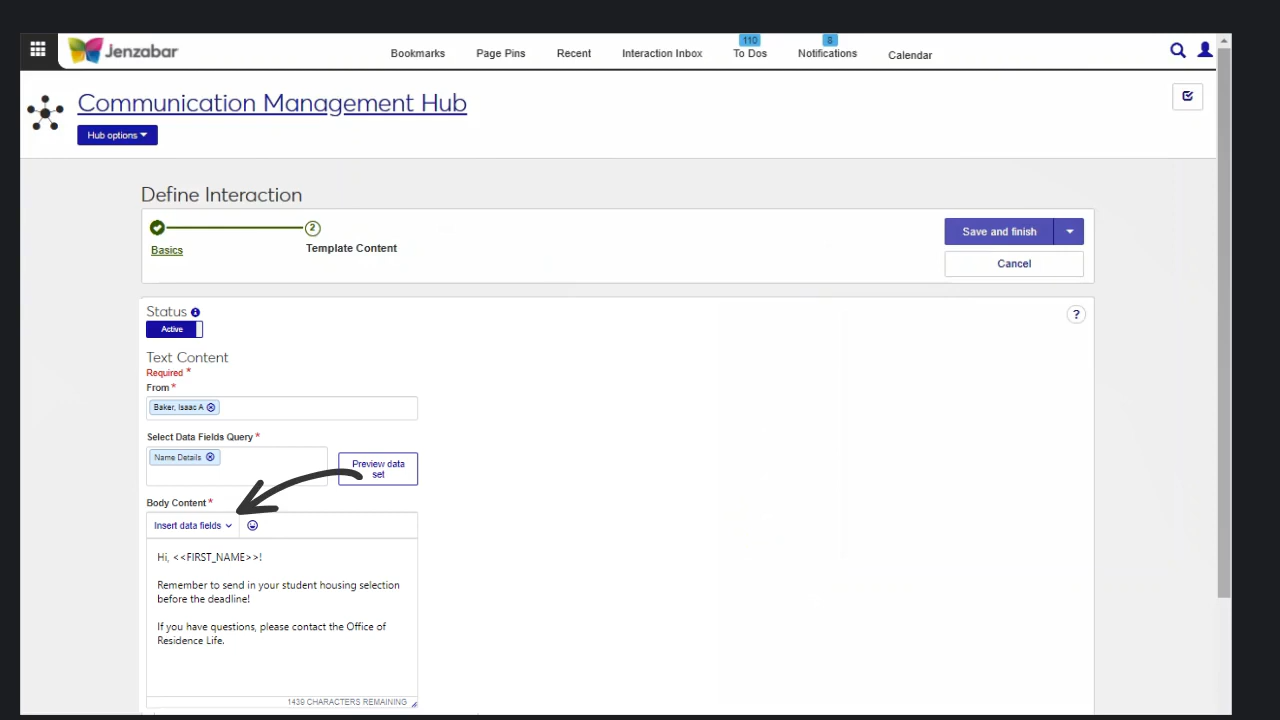 Jenzabar
Bookmarks
Page Pins
Recent
Interaction Inbox
110
To Dos
8
Notifications
Calendar
Communication Management Hub
Hub options
Define Interaction
2
Basics
Template Content
Save and finish
Cancel
Status
Active
?
Text Content
Required *
From *
Baker, Isaac A
Select Data Fields Query *
Name Details
Preview data
set
Body Content *
Insert data fields
Hi, <<FIRST_NAME>>!
Remember to send in your student housing selection
before the deadline!
If you have questions, please contact the Office of
Residence Life.
1439 CHARACTERS REMAINING